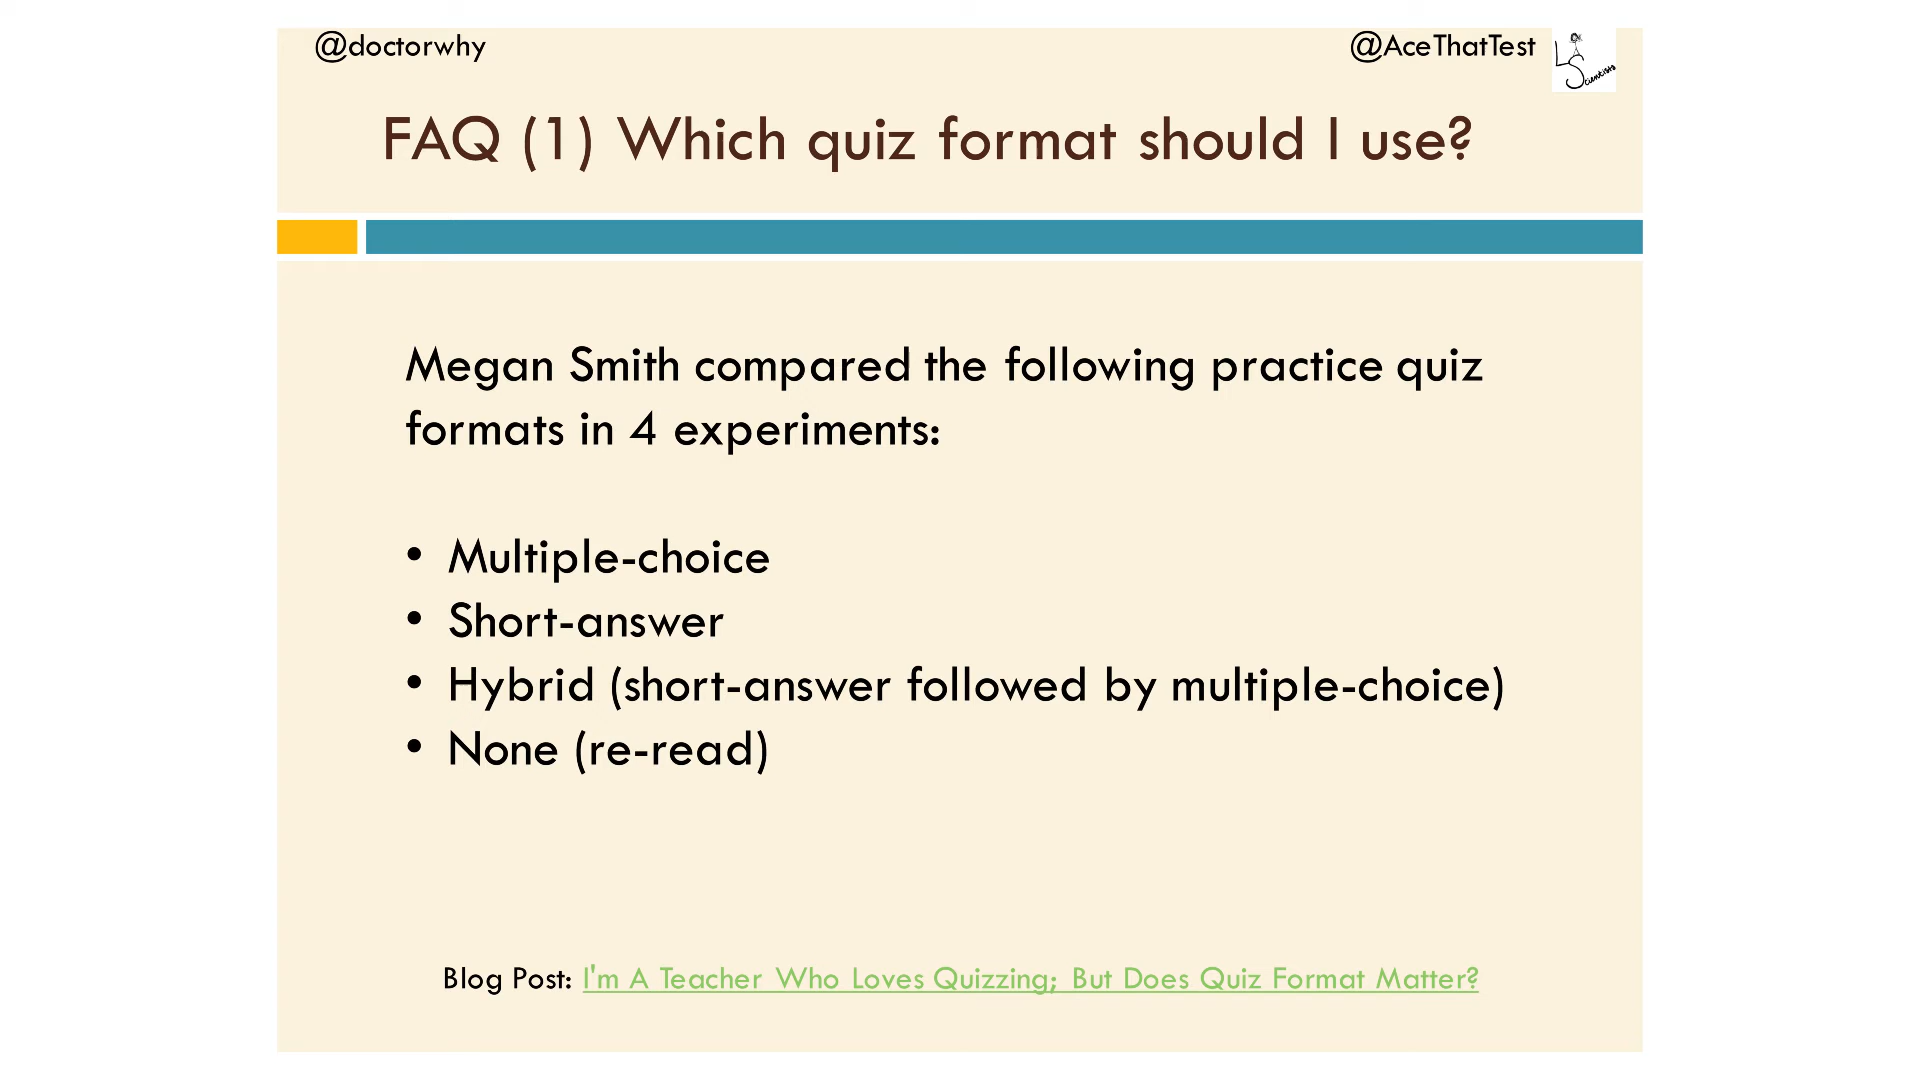 @doctorwhy
@AceThatTest
L
Scientists
FAQ (1) Which quiz format should I use?
Megan Smith compared the following practice quiz
formats in 4 experiments:
• Multiple-choice
• Short-answer
• Hybrid (short-answer followed by multiple-choice)
• None (re-read)
Blog Post: I'm A Teacher Who Loves Quizzing; But Does Quiz Format Matter?